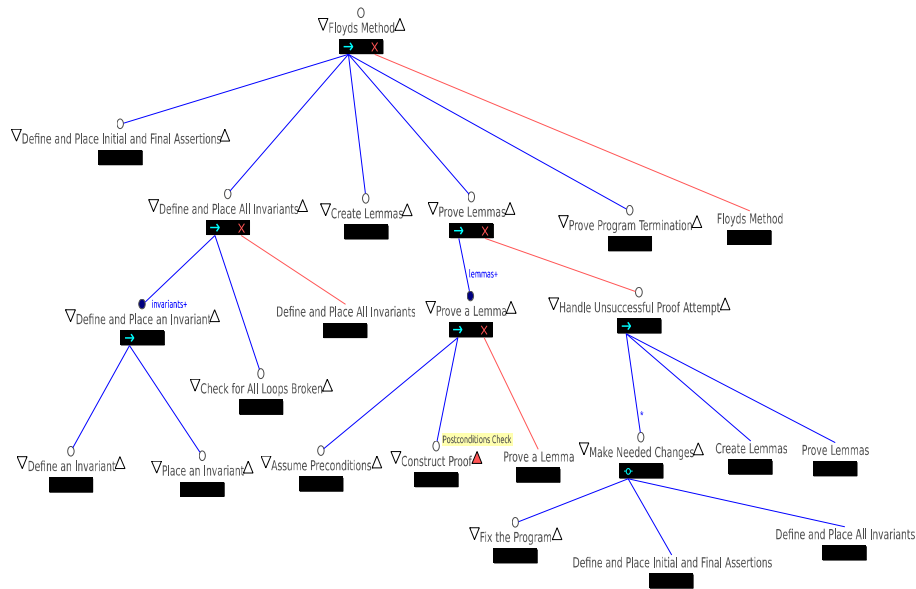 Floyds Method
Define and Place Initial and Final Assertions
Define and Place All Invariants
Create Lemmas
Prove Lemmas
Prove Program Termination
Floyds Method
lemmas+
invariants+
Define and Place an Invariant
Define and Place All Invariants
Prove a Lemma
Handle Unsuccessful Proof Attempt
Check for All Loops Broken
*
Postconditions Check
Define an Invariant
Place an Invariant
Assume Preconditions
Construct Proof
Prove a Lemma
Make Needed Changes
Create Lemmas
Prove Lemmas
Fix the Program
Define and Place Initial and Final Assertions
Define and Place All Invariants